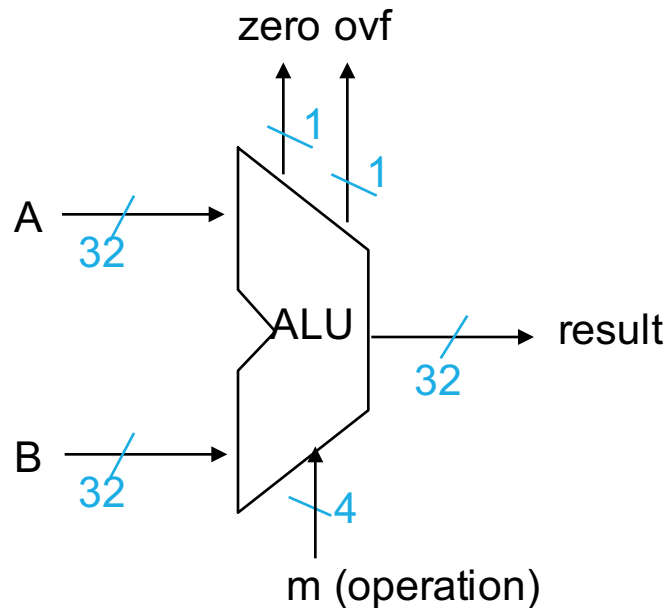 zero ovf
1
1
A
32
ALU
result
32
B
32
4
m (operation)